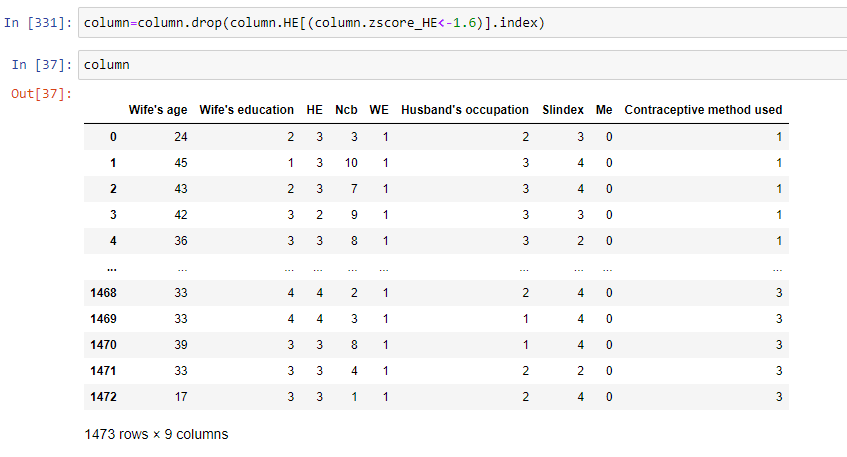 In [331]: column=column.drop(column.HE[(column.zscore_HE<-1.6)].index)
In [37]: column
Out[37]:
Wife's age Wife's education HE Ncb WE Husband's occupation Slindex Me Contraceptive method used
0 24 2 3 3 1 2 3 0 1
1 45 1 3 10 1 3 4 0 1
2 43 2 3 7 1 3 4 0 1
3 42 3 2 9 1 3 3 0 1
4 36 3 3 8 1 3 2 0 1
... ... ... ... ... ... ... ... ... ...
1468 33 4 4 2 1 2 4 0 3
1469 33 4 4 3 1 1 4 0 3
1470 39 3 3 8 1 1 4 0 3
1471 33 3 3 4 1 2 2 0 3
1472 17 3 3 1 1 2 4 0 3
1473 rows × 9 columns